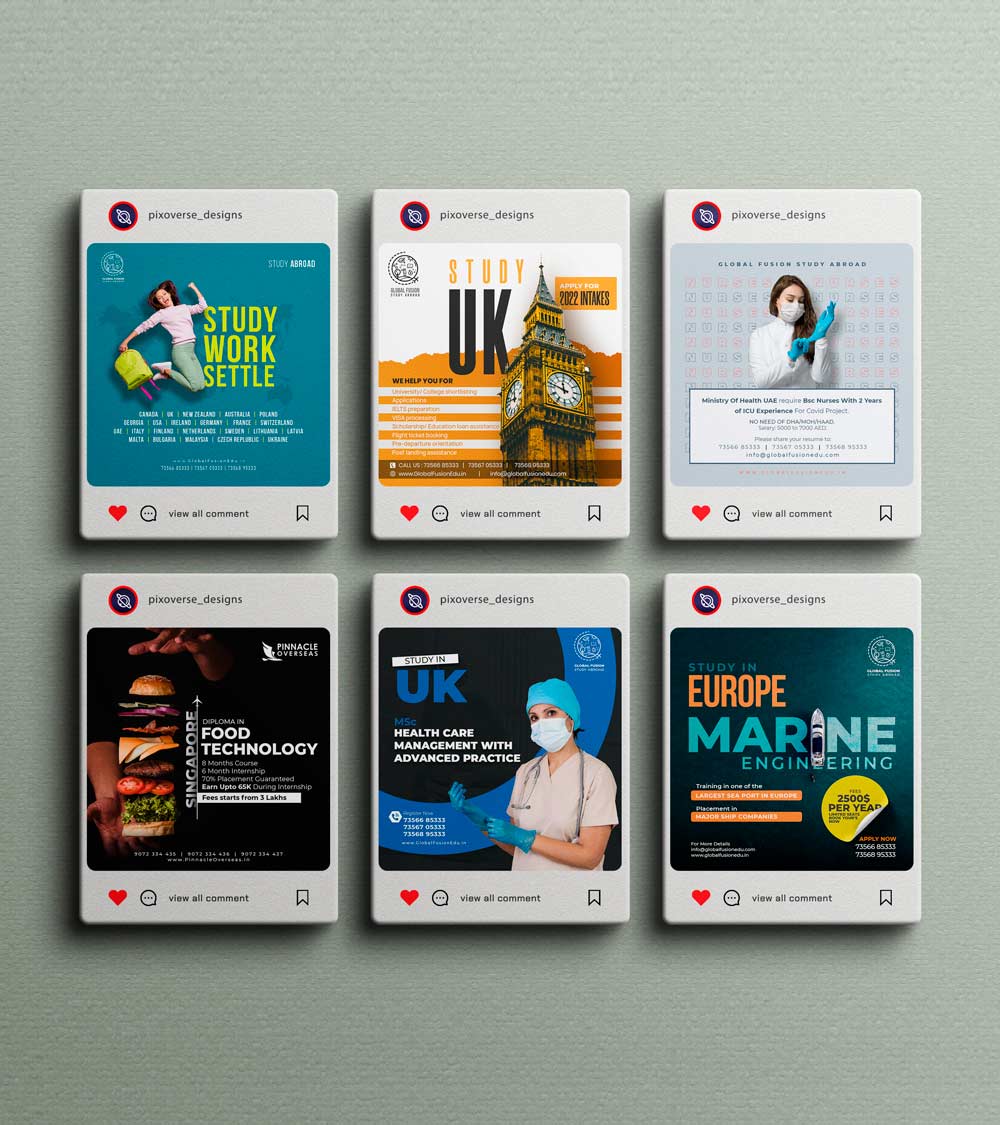 pixoverse_designs
GLOBAL FUSION
STUDY ABROAD
STUDY ABROAD
STUDY
WORK
SETTLE
CANADA | UK | NEW ZEALAND | AUSTRALIA | POLAND
GEORGIA | USA | IRELAND | GERMANY | FRANCE | SWITZERLAND
UAE | ITALY | FINLAND | NETHERLANDS | SWEDEN | LITHUANIA | LATVIA
MALTA | BULGARIA | MALAYSIA | CZECH REPUBLIC | UKRAINE
www.GlobalFusionEdu.in
73566 85333 | 73567 05333 | 73568 95333
view all comment
pixoverse_designs
GLOBAL FUSION
STUDY ABROAD
STUDY
UK
APPLY FOR
2022 INTAKES
WE HELP YOU FOR
University/ College shortlisting
Applications
IELTS preparation
VISA processing
Scholarship Education loan assistance
Flight ticket booking
Pre-departure orientation
Post landing assistance
CALL US : 73566 85333 | 73567 05333 | 73568 95333
www.GlobalFusionEdu.in | info@globalfusionedu.com
view all comment
pixoverse_designs
GLOBAL FUSION STUDY ABROAD
NURSES NURSES
NURSES NURSES
NURSES NURSES
NURSES NURSES
NURSES NURSES
NURSES NURSES
Ministry Of Health UAE require Bsc Nurses With 2 Years
of ICU Experience For Covid Project.
NO NEED OF DHA/MOH/HAAD.
Salary: 5000 to 7000 AED.
Please share your resume to:
73566 85333 | 73567 05333 | 73568 95333
info@globalfusionedu.com
WWW.GLOBALFUSIONEDU.IN
view all comment
pixoverse_designs
PINNACLE
OVERSEAS
SINGAPORE
DIPLOMA IN
FOOD
TECHNOLOGY
8 Months Course
6 Month Internship
70% Placement Guaranteed
Earn Upto 65K During Internship
Fees starts from 3 Lakhs
9072 334 435 | 9072 334 436 | 9072 334 437
www.PinnacleOverseas.in
view all comment
pixoverse_designs
GLOBAL FUSION
STUDY ABROAD
STUDY IN
UK
MSc
HEALTH CARE
MANAGEMENT WITH
ADVANCED PRACTICE
Register Now
73566 85333
73567 05333
73568 95333
www.GlobalFusionEdu.in
view all comment
pixoverse_designs
GLOBAL FUSION
STUDY ABROAD
STUDY IN
EUROPE
MARINE
ENGINEERING
Training in one of the
LARGEST SEA PORT IN EUROPE
Placement in
MAJOR SHIP COMPANIES
FEES
2500$
PER YEAR
LIMITED SEATS
BOOK YOUR'S
NOW
For More Details
info@globalfusionedu.com
www.globalfusionedu.in
APPLY NOW
73566 85333
73568 95333
view all comment